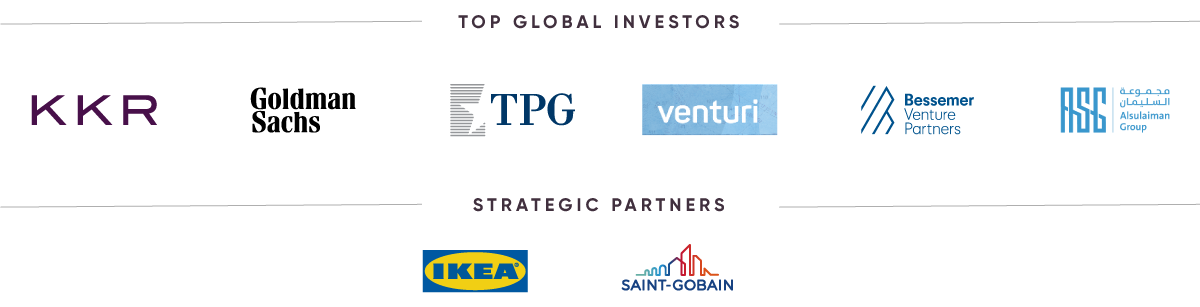 TOP GLOBAL INVESTORS
KKR
Goldman
Sachs
TPG
venturi
Bessemer
Venture
Partners
ASG
مجموعة
السليمان
Alsulaiman
Group
STRATEGIC PARTNERS
IKEA
SAINT-GOBAIN